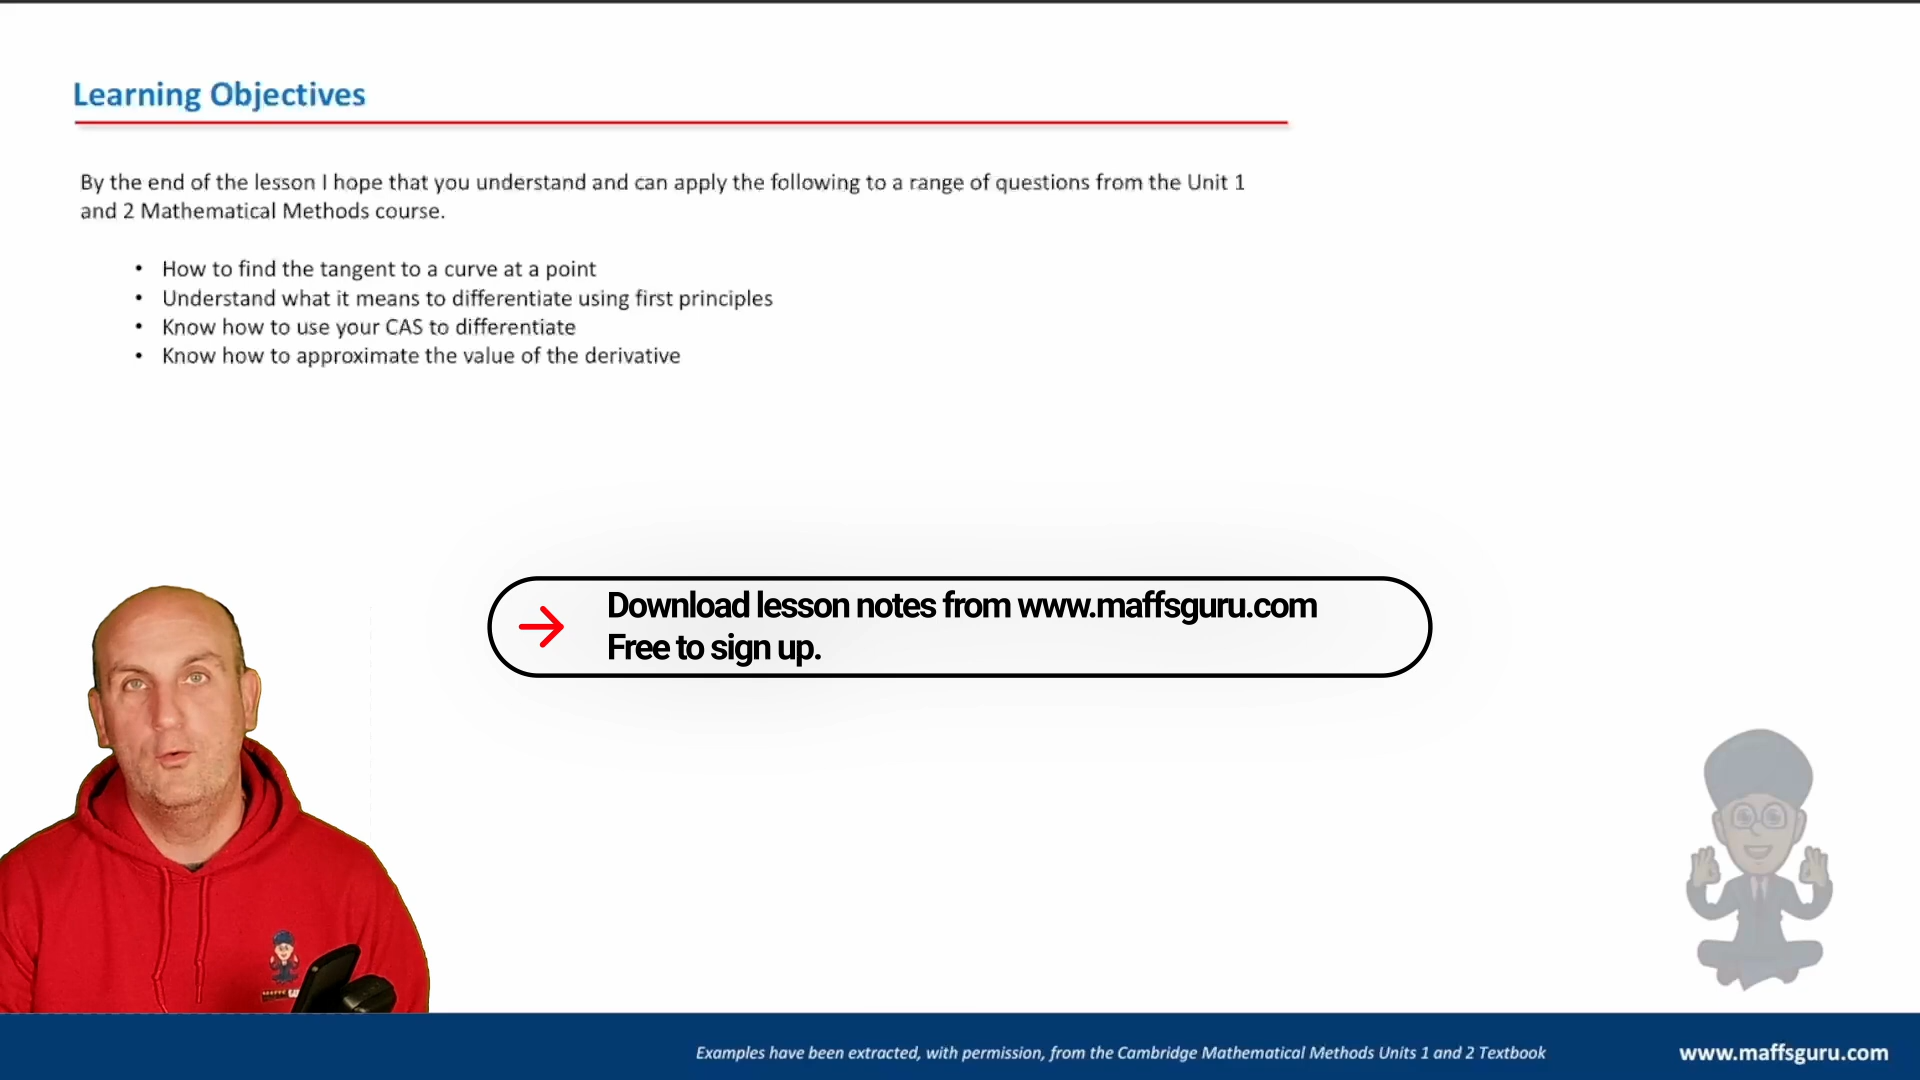 Learning Objectives
By the end of the lesson I hope that you understand and can apply the following to a range of questions from the Unit 1
and 2 Mathematical Methods course.
• How to find the tangent to a curve at a point
• Understand what it means to differentiate using first principles
• Know how to use your CAS to differentiate
• Know how to approximate the value of the derivative
Download lesson notes from www.maffsguru.com
Free to sign up.
Examples have been extracted, with permission, from the Cambridge Mathematical Methods Units 1 and 2 Textbook
www.maffsguru.com